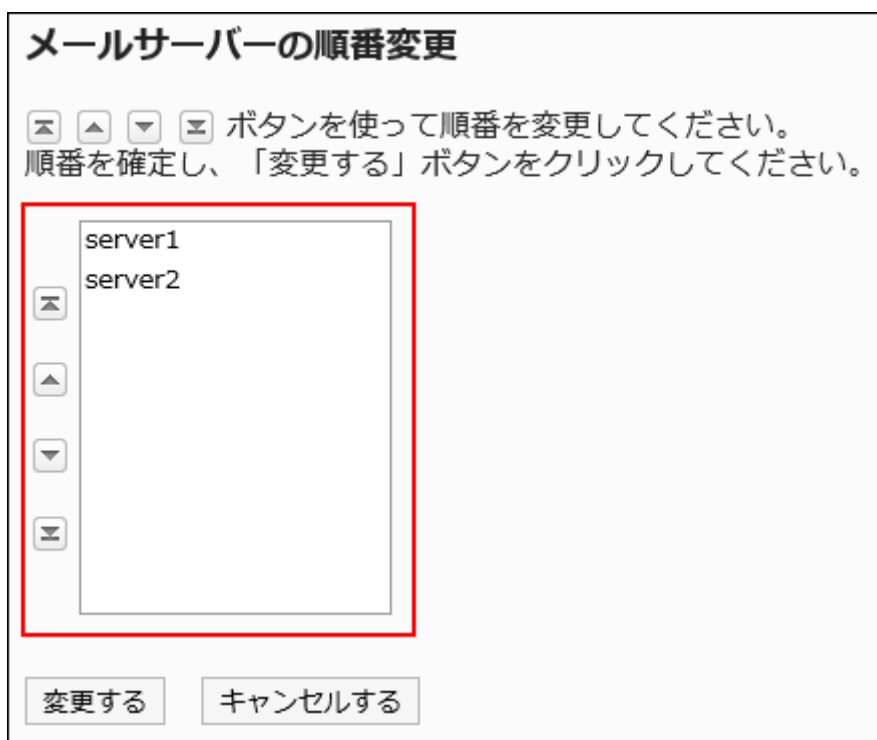 メールサーバーの順番変更
ボタンを使って順番を変更してください。
順番を確定し、「変更する」ボタンをクリックしてください。
server1
server2
変更する
キャンセルする